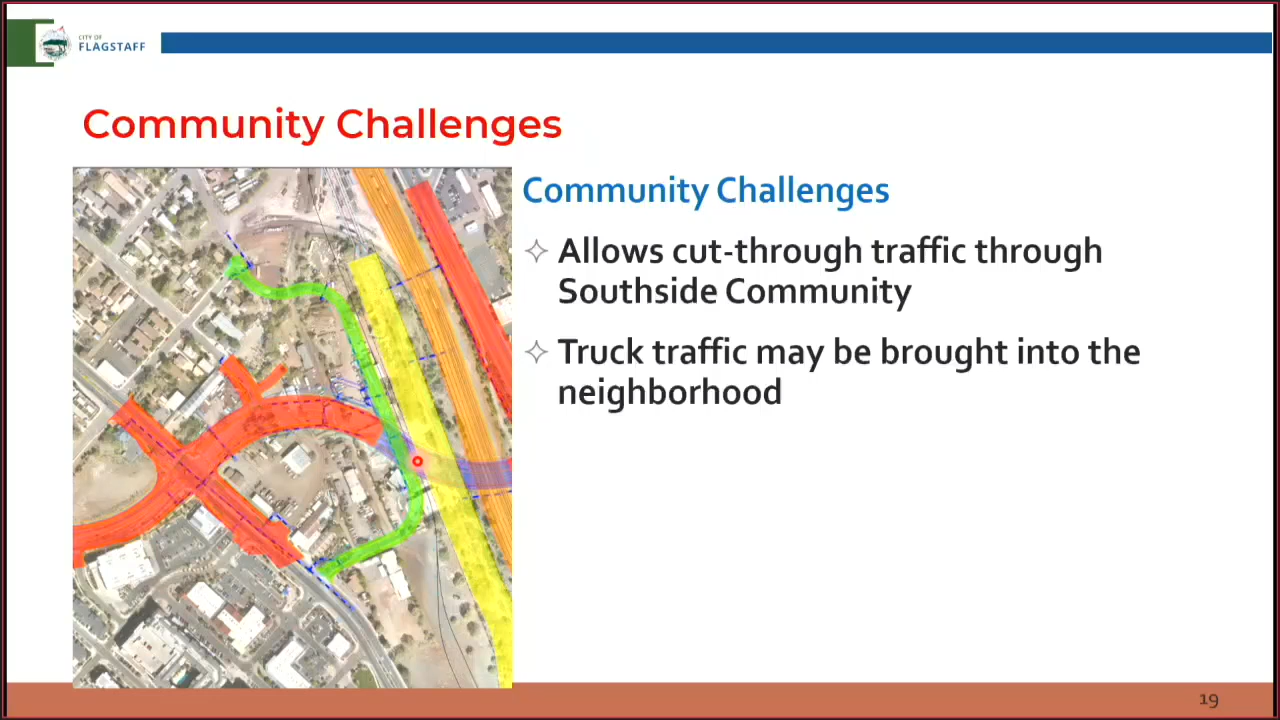 CITY OF
FLAGSTAFF
Community Challenges
Community Challenges
Allows cut-through traffic through
Southside Community
Truck traffic may be brought into the
neighborhood
19